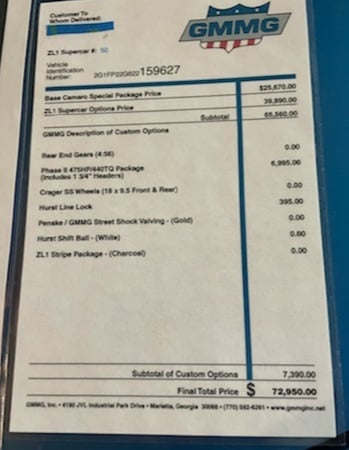 Customer To
Whom Delivered:
GMMG
ZL1 Supercar #: 50
Vehicle
Identification
Number: 2G1FP22G822159627
Base Camaro Special Package Price $25,670.00
ZL1 Supercar Options Price 39,890.00
Subtotal 65,560.00
GMMG Description of Custom Options
Rear End Gears (4:56) 0.00
Phase II 475HP/440TQ Package 6,995.00
(Includes 1 3/4" Headers)
Crager SS Wheels (18 x 9.5 Front & Rear) 0.00
Hurst Line Lock 395.00
Penske / GMMG Street Shock Valving - (Gold) 0.00
Hurst Shift Ball - (White) 0.00
ZL1 Stripe Package - (Charcoal) 0.00
Subtotal of Custom Options 7,390.00
Final Total Price $ 72,950.00
GMMG, Inc. • 4190 JVL Industrial Park Drive • Marietta, Georgia 30066 • (770) 592-6261 • www.gmmginc.net